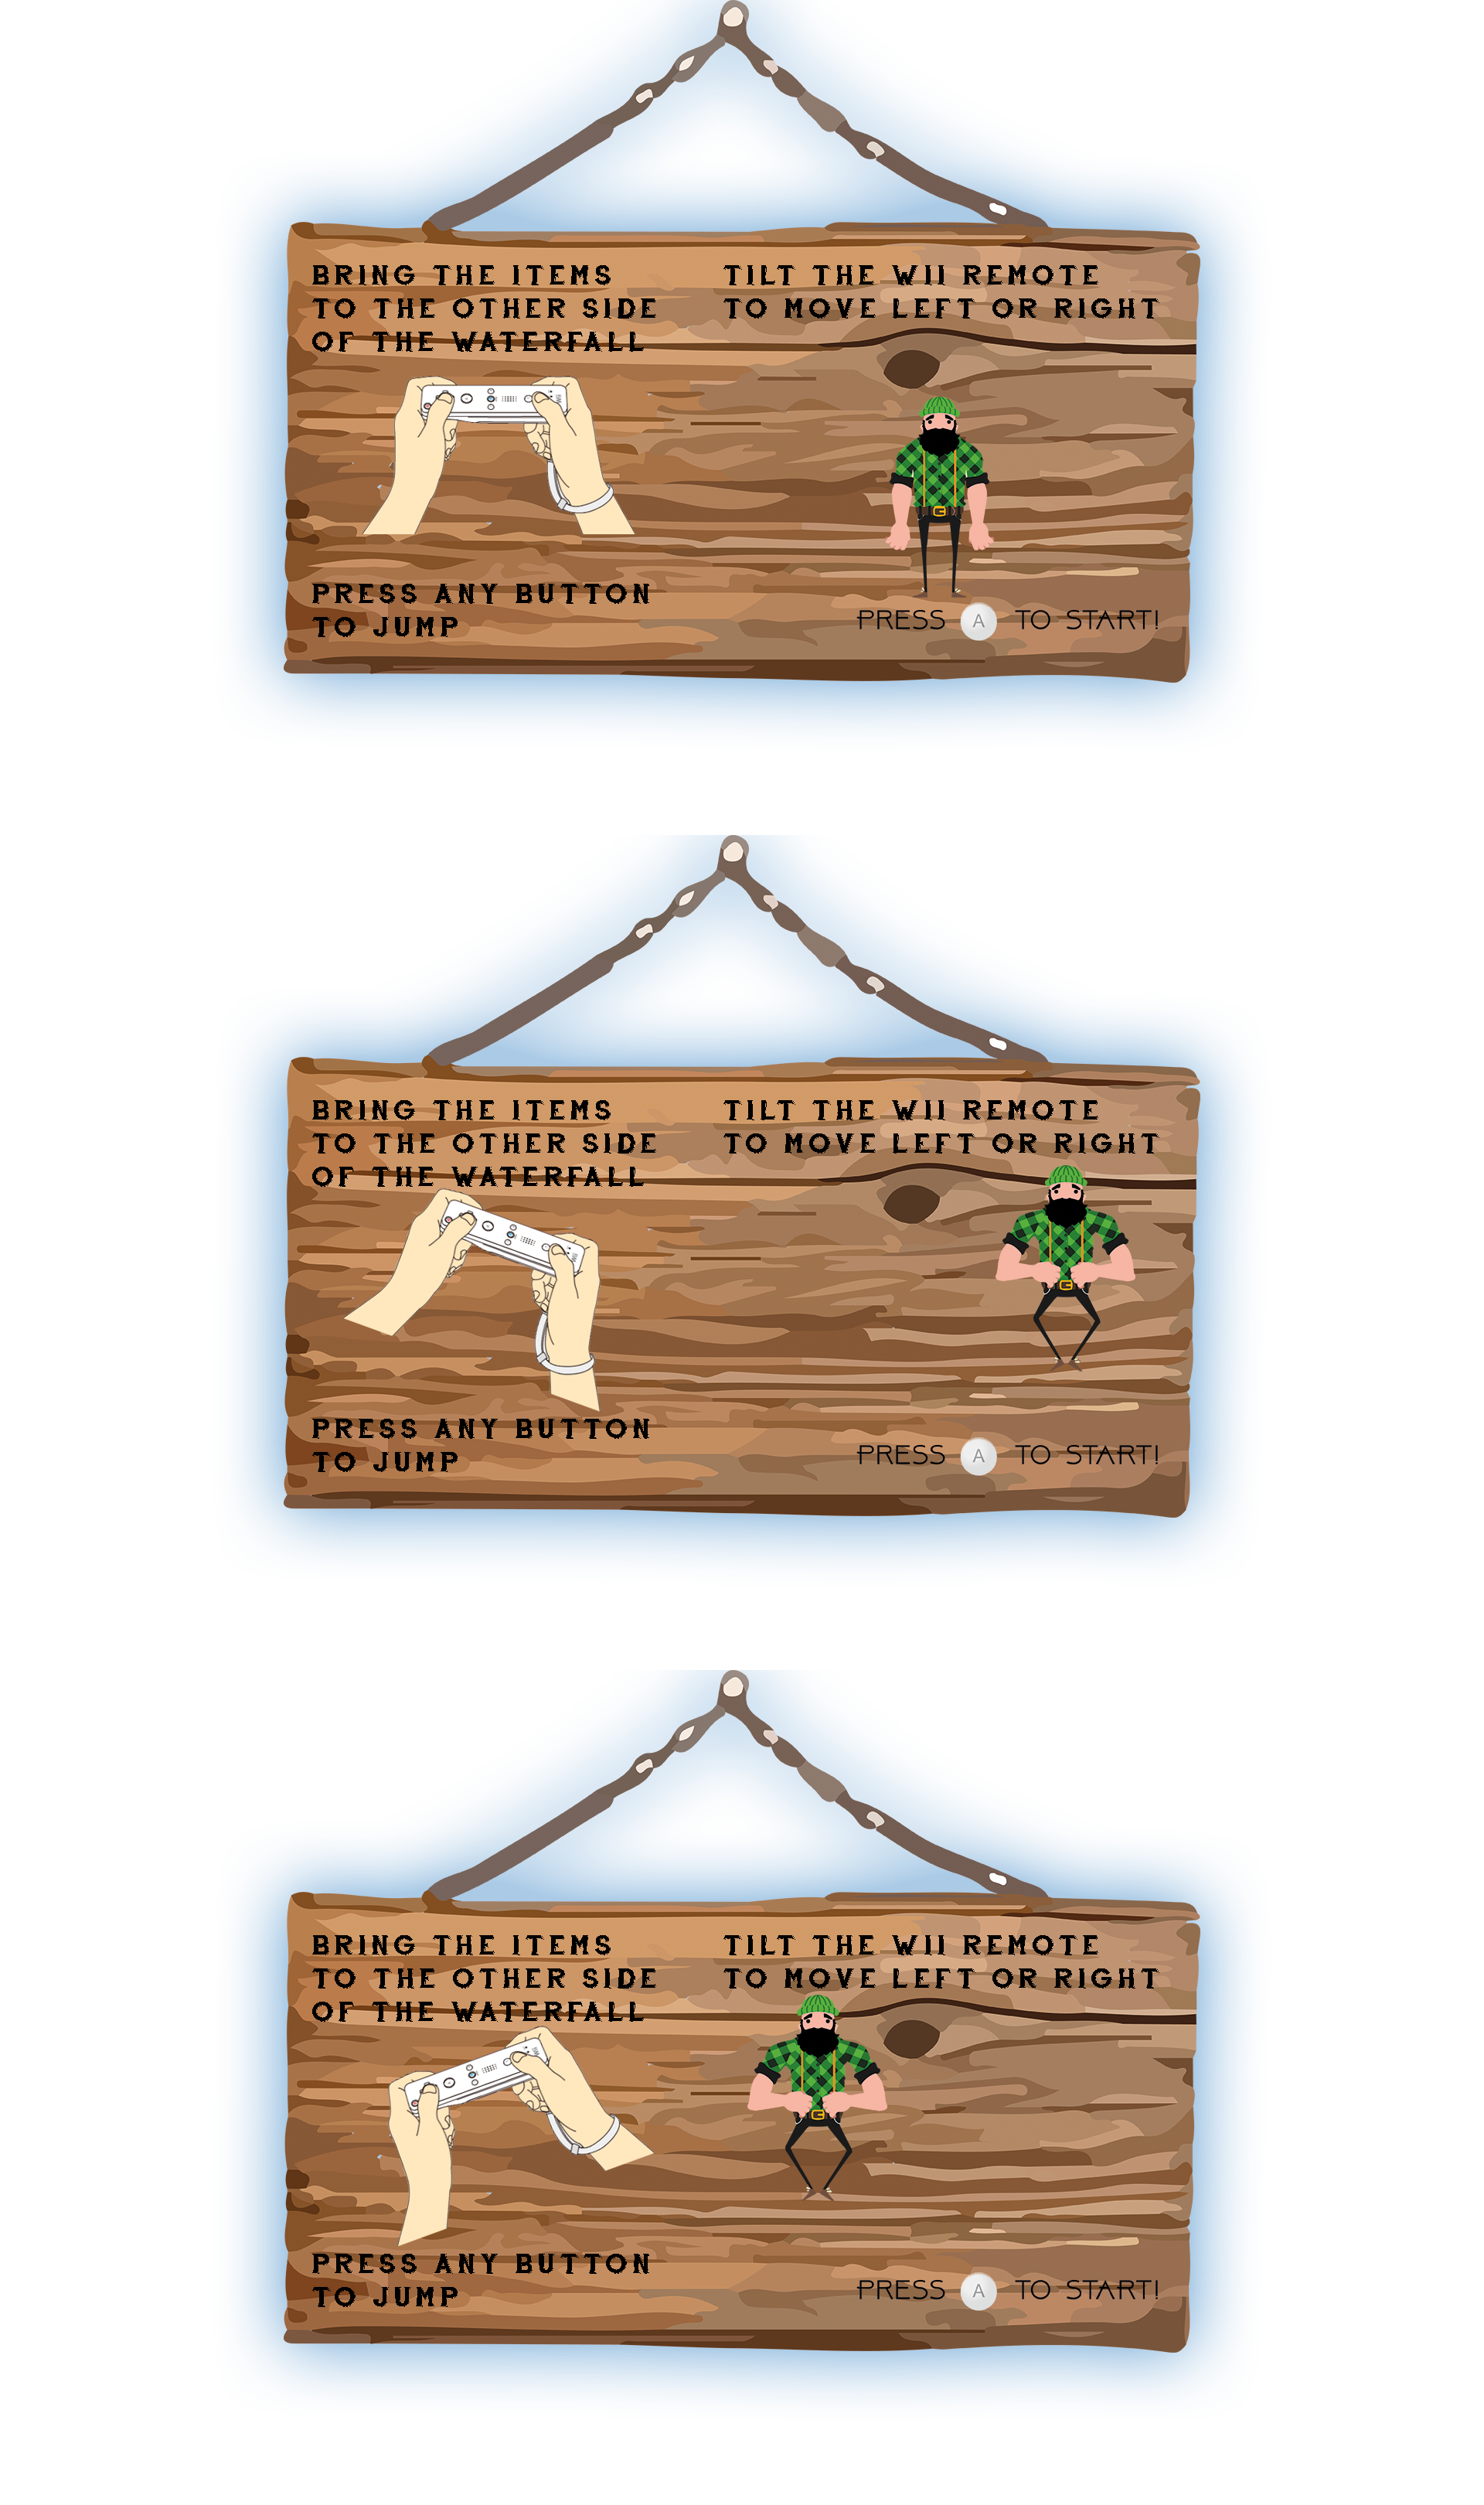 BRING THE ITEMS
TO THE OTHER SIDE
OF THE WATERFALL
TILT THE WII REMOTE
TO MOVE LEFT OR RIGHT
PRESS ANY BUTTON
TO JUMP
PRESS A TO START!
BRING THE ITEMS
TO THE OTHER SIDE
OF THE WATERFALL
TILT THE WII REMOTE
TO MOVE LEFT OR RIGHT
PRESS ANY BUTTON
TO JUMP
PRESS A TO START!
BRING THE ITEMS
TO THE OTHER SIDE
OF THE WATERFALL
TILT THE WII REMOTE
TO MOVE LEFT OR RIGHT
PRESS ANY BUTTON
TO JUMP
PRESS A TO START!